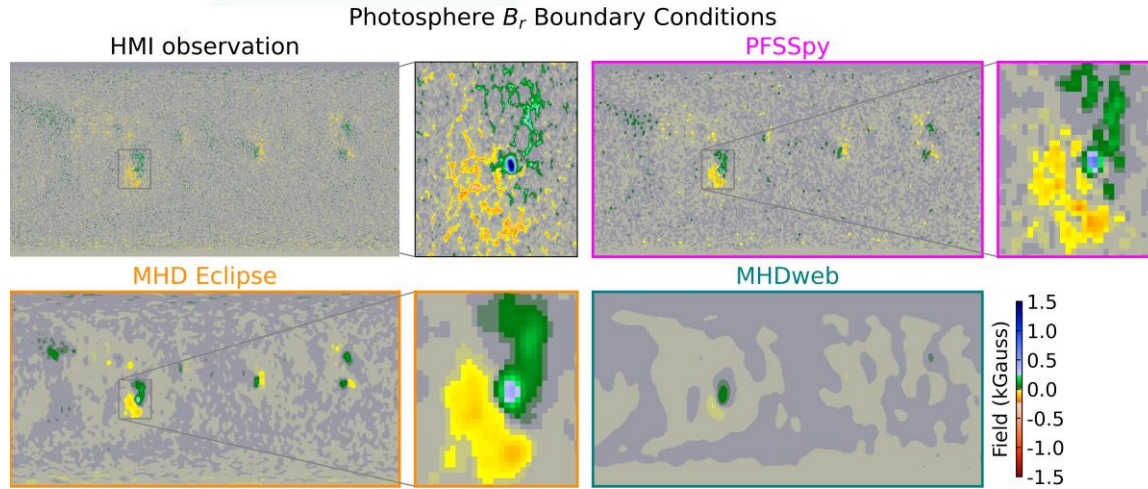 Photosphere B_r Boundary Conditions
HMI observation
PFSSpy
MHD Eclipse
MHDweb
1.5
1.0
0.5
0.0
-0.5
-1.0
-1.5
Field (kGauss)